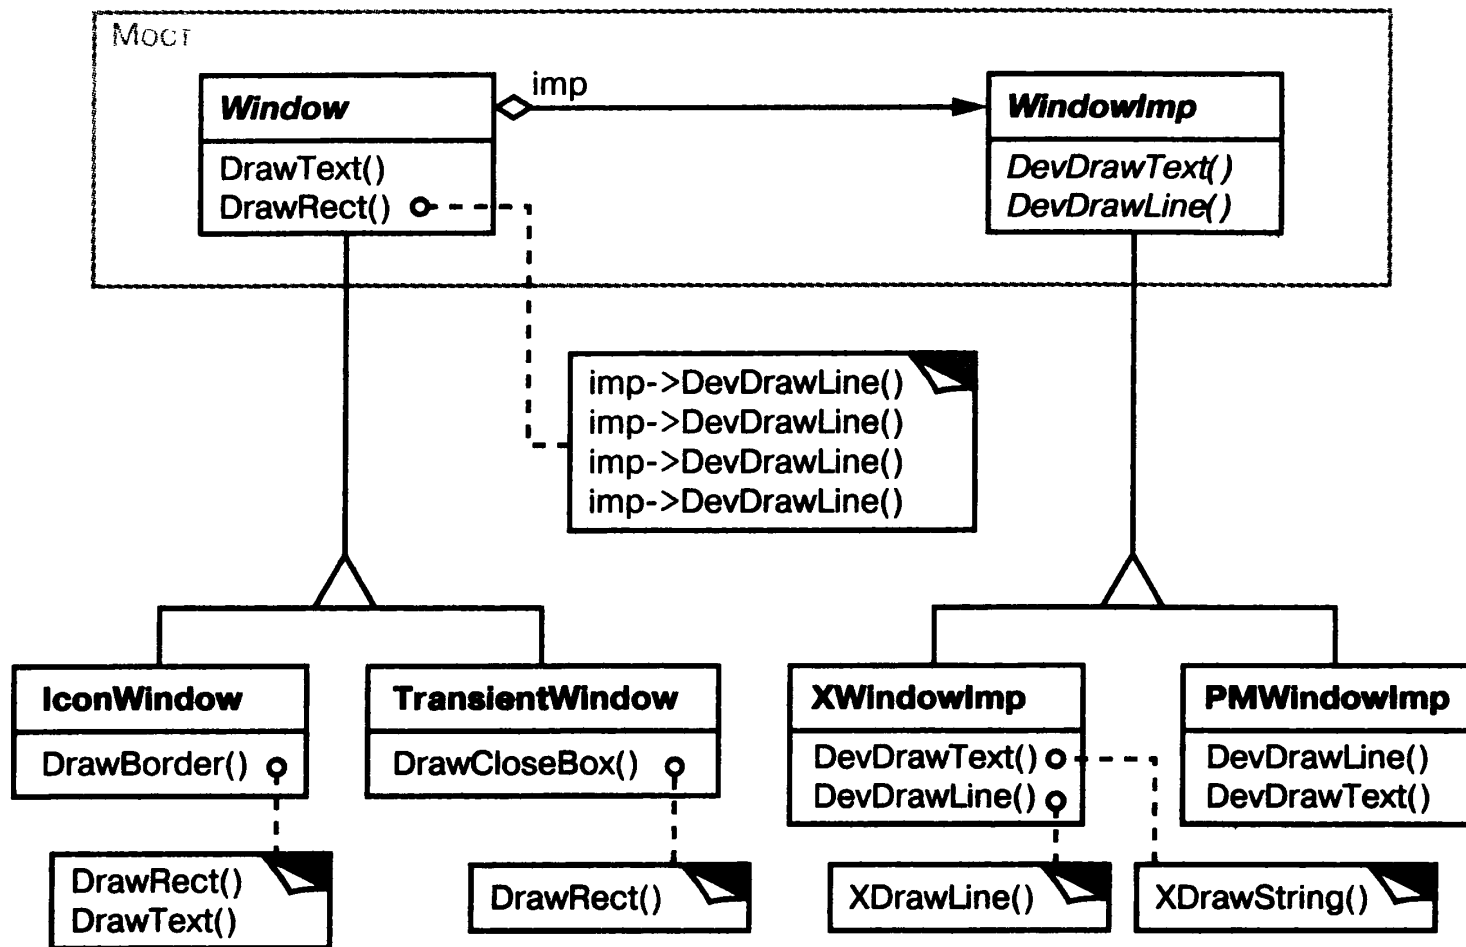 Мост
Window
imp
WindowImp
DrawText()
DrawRect()
DevDrawText()
DevDrawLine()
imp->DevDrawLine()
imp->DevDrawLine()
imp->DevDrawLine()
imp->DevDrawLine()
IconWindow
DrawBorder()
TransientWindow
DrawCloseBox()
XWindowImp
DevDrawText()
DevDrawLine()
PMWindowImp
DevDrawLine()
DevDrawText()
DrawRect()
DrawText()
DrawRect()
XDrawLine()
XDrawString()